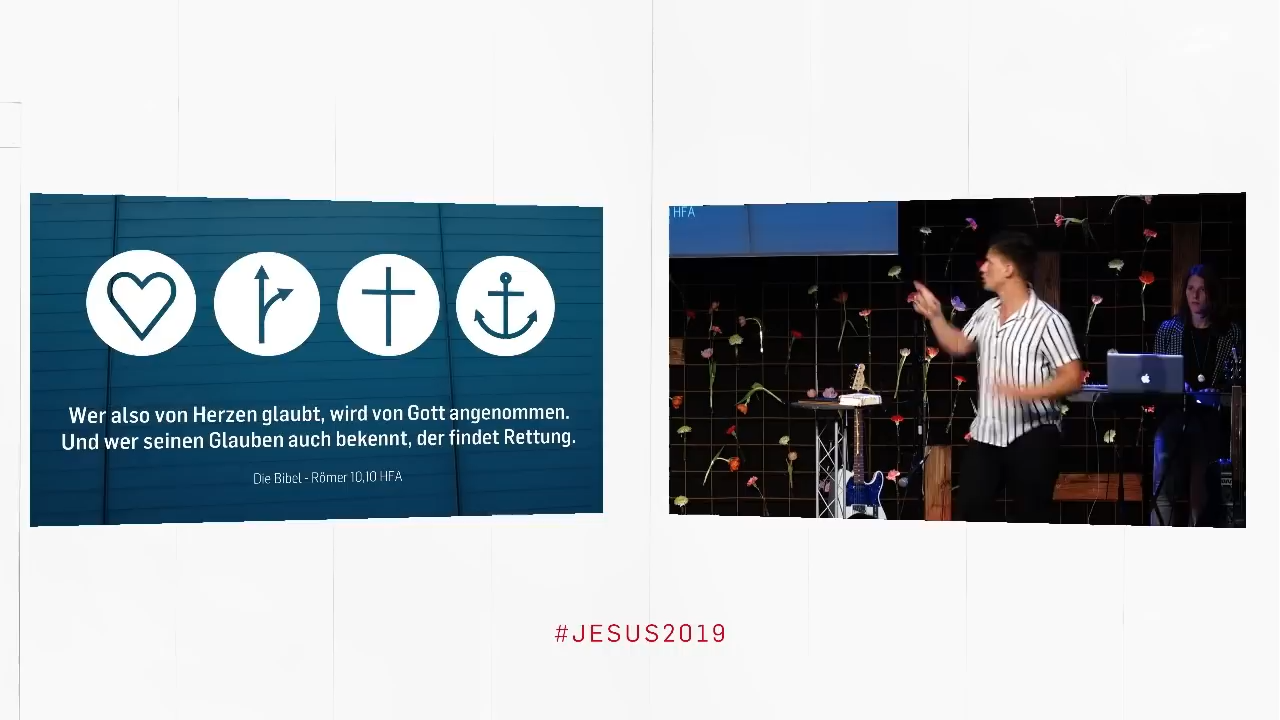 Wer also von Herzen glaubt, wird von Gott angenommen.
Und wer seinen Glauben auch bekennt, der findet Rettung.
Die Bibel - Römer 10,10 HFA
HFA
#JESUS2019